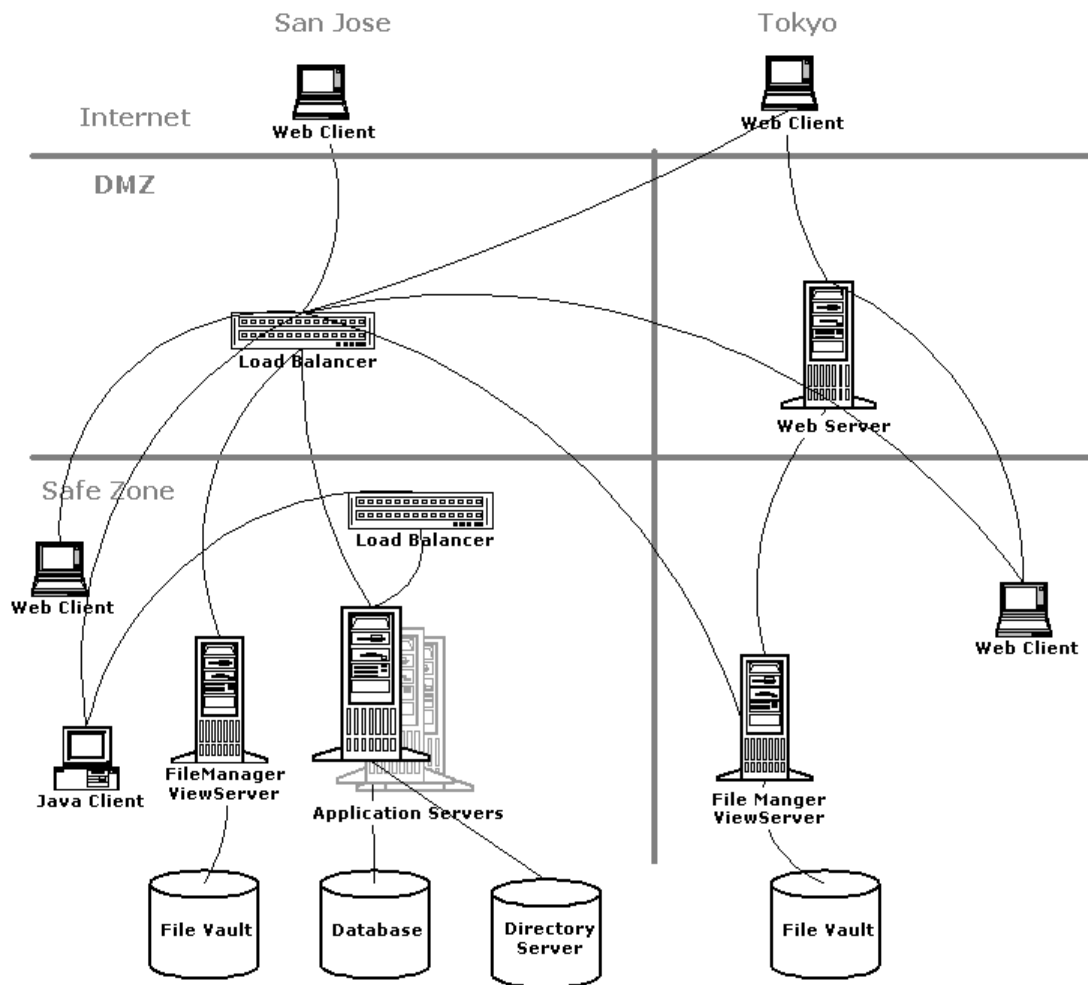 San Jose
Tokyo
Internet
Web Client
Web Client
DMZ
Load Balancer
Web Server
Safe Zone
Load Balancer
Web Client
Web Client
FileManager
ViewServer
Java Client
Application Servers
File Manger
ViewServer
File Vault
Database
Directory
Server
File Vault